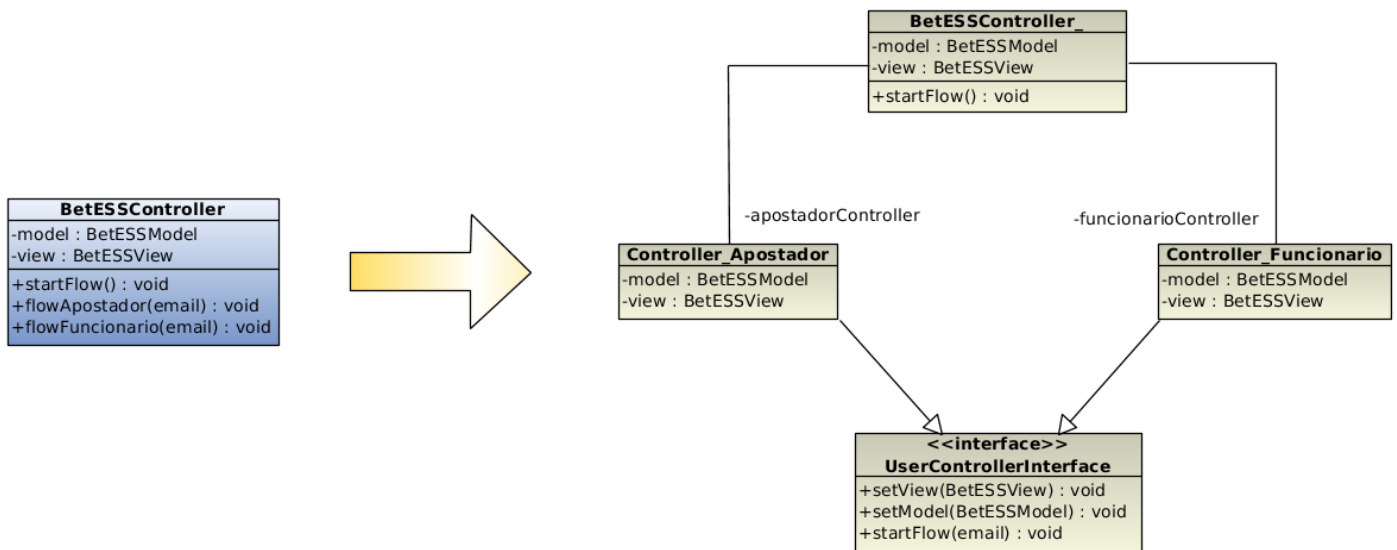 BetESSController
-model : BetESSModel
-view : BetESSView
+startFlow() : void
+flowApostador(email) : void
+flowFuncionario(email) : void
BetESSController_
-model : BetESSModel
-view : BetESSView
+startFlow() : void
-apostadorController
-funcionarioController
Controller_Apostador
-model : BetESSModel
-view : BetESSView
Controller_Funcionario
-model : BetESSModel
-view : BetESSView
<<interface>>
UserControllerInterface
+setView(BetESSView) : void
+setModel(BetESSModel) : void
+startFlow(email) : void